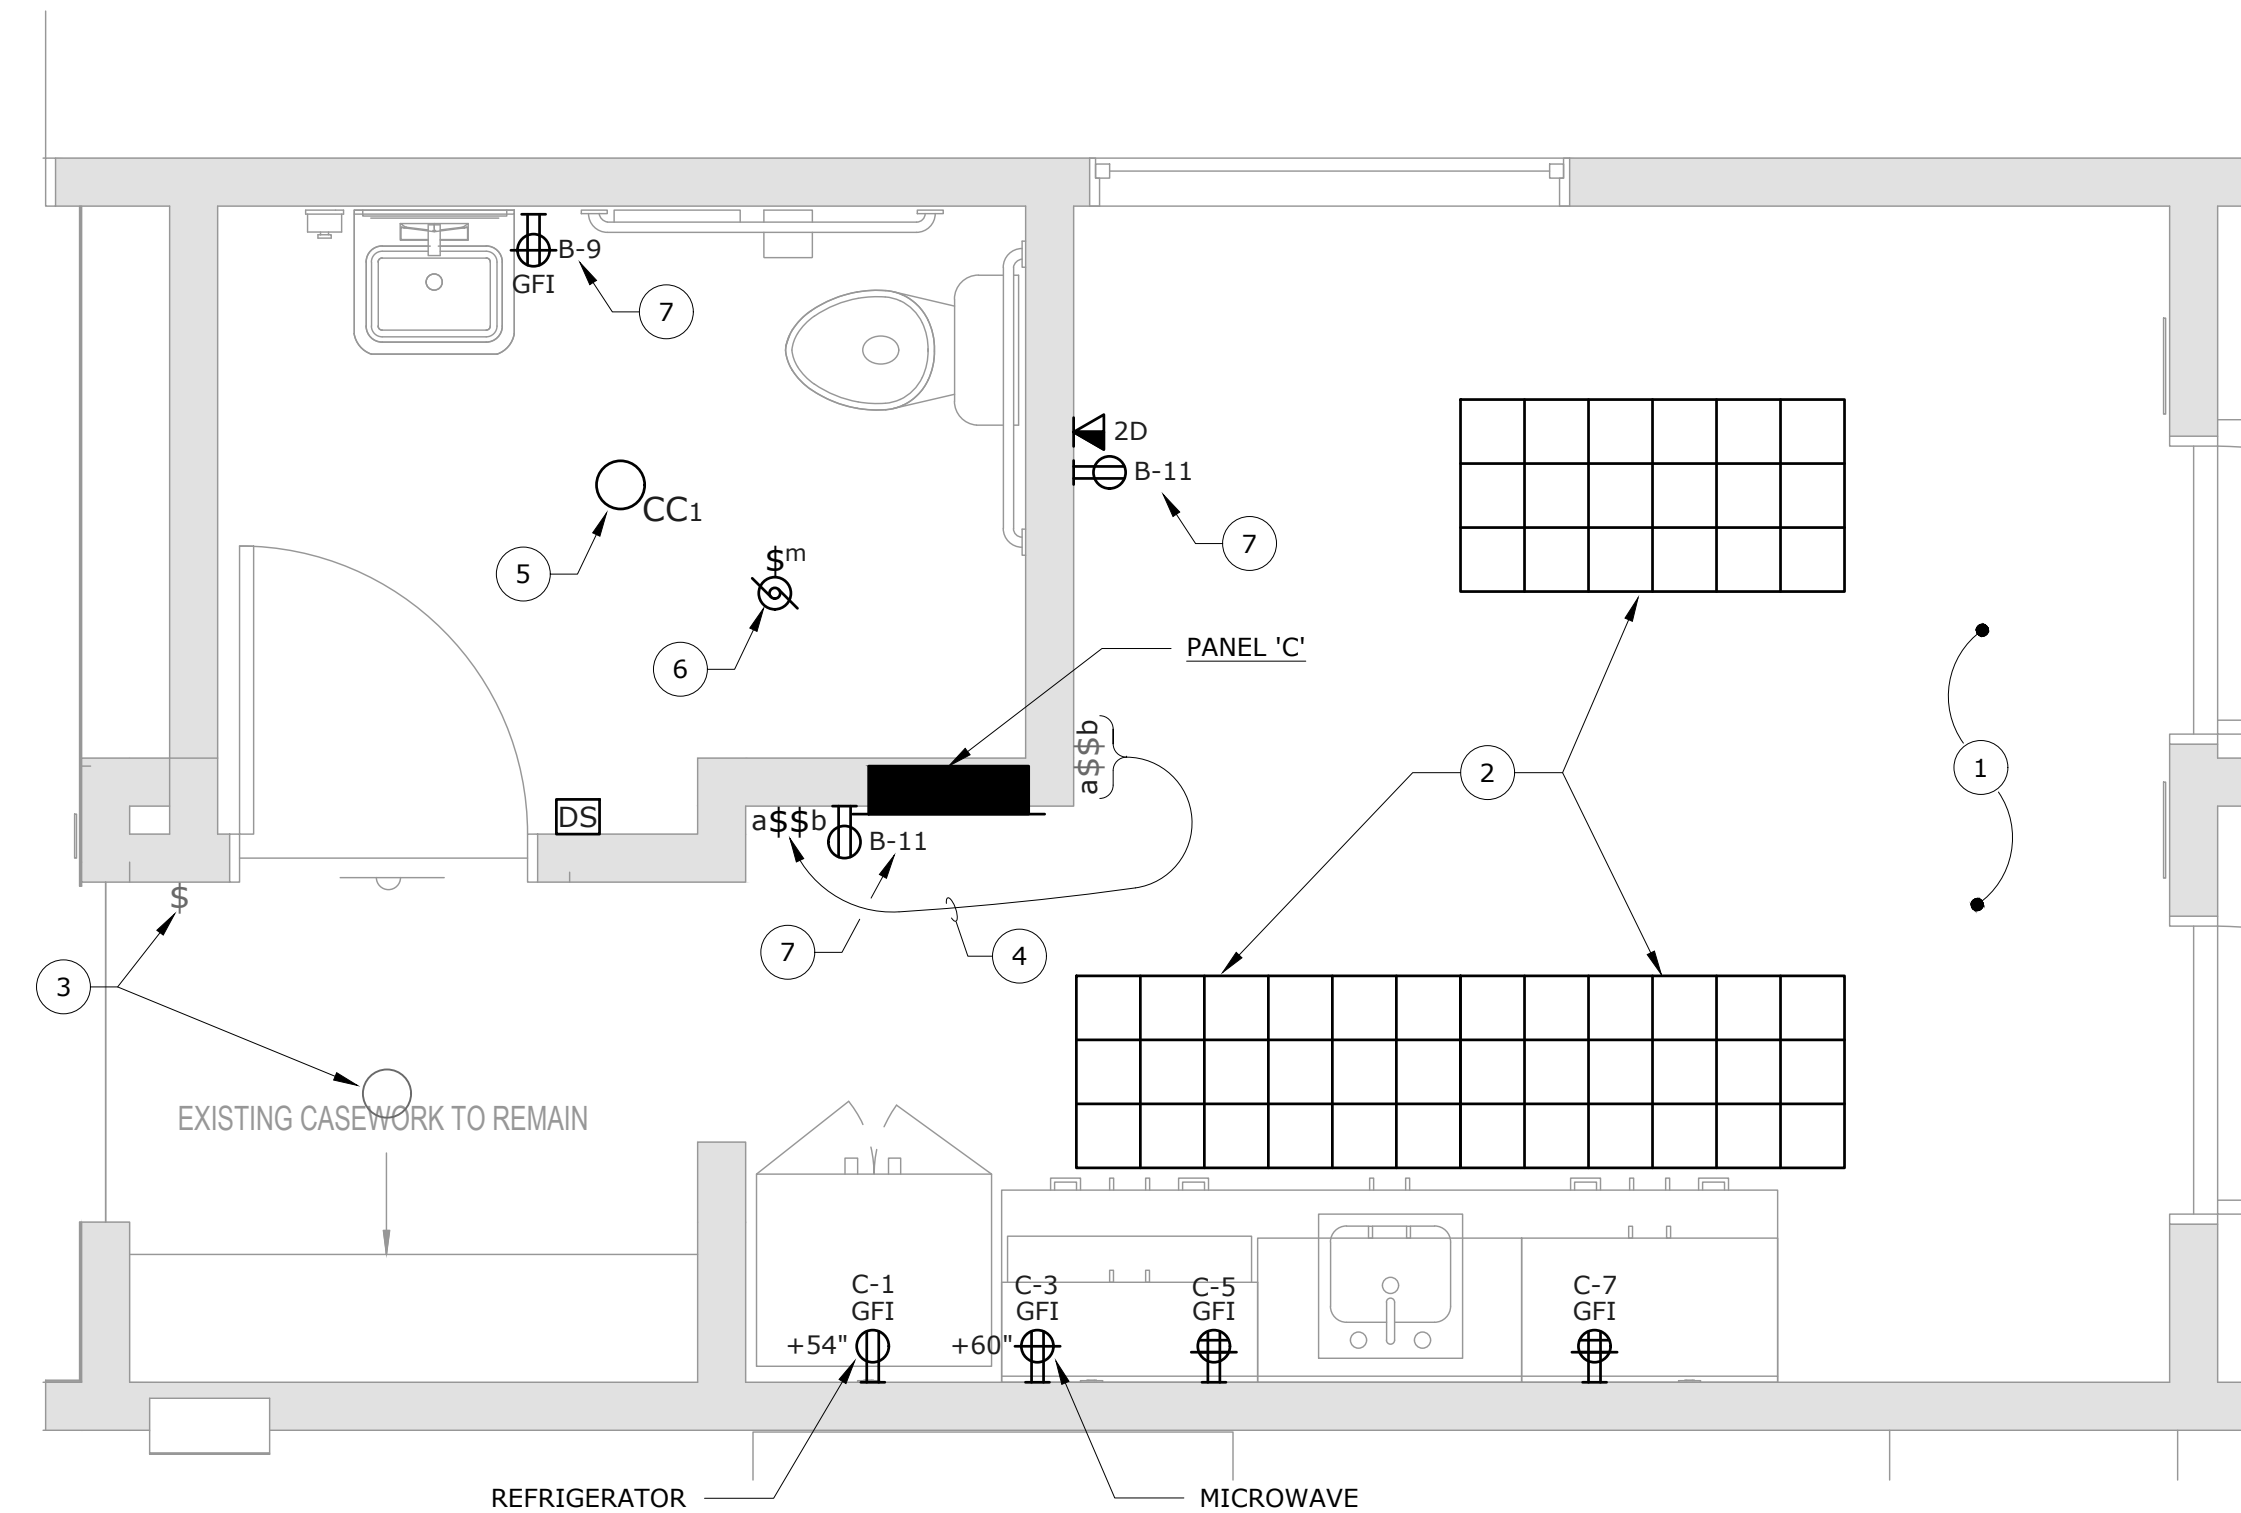 B-9
GFI
7
2D
B-11
7
CC1
5
$m
6
PANEL 'C'
a$$b
2
1
DS
a$$b
B-11
$
7
4
3
EXISTING CASEWORK TO REMAIN
C-1
GFI
+54"
C-3
GFI
+60"
C-5
GFI
C-7
GFI
REFRIGERATOR
MICROWAVE